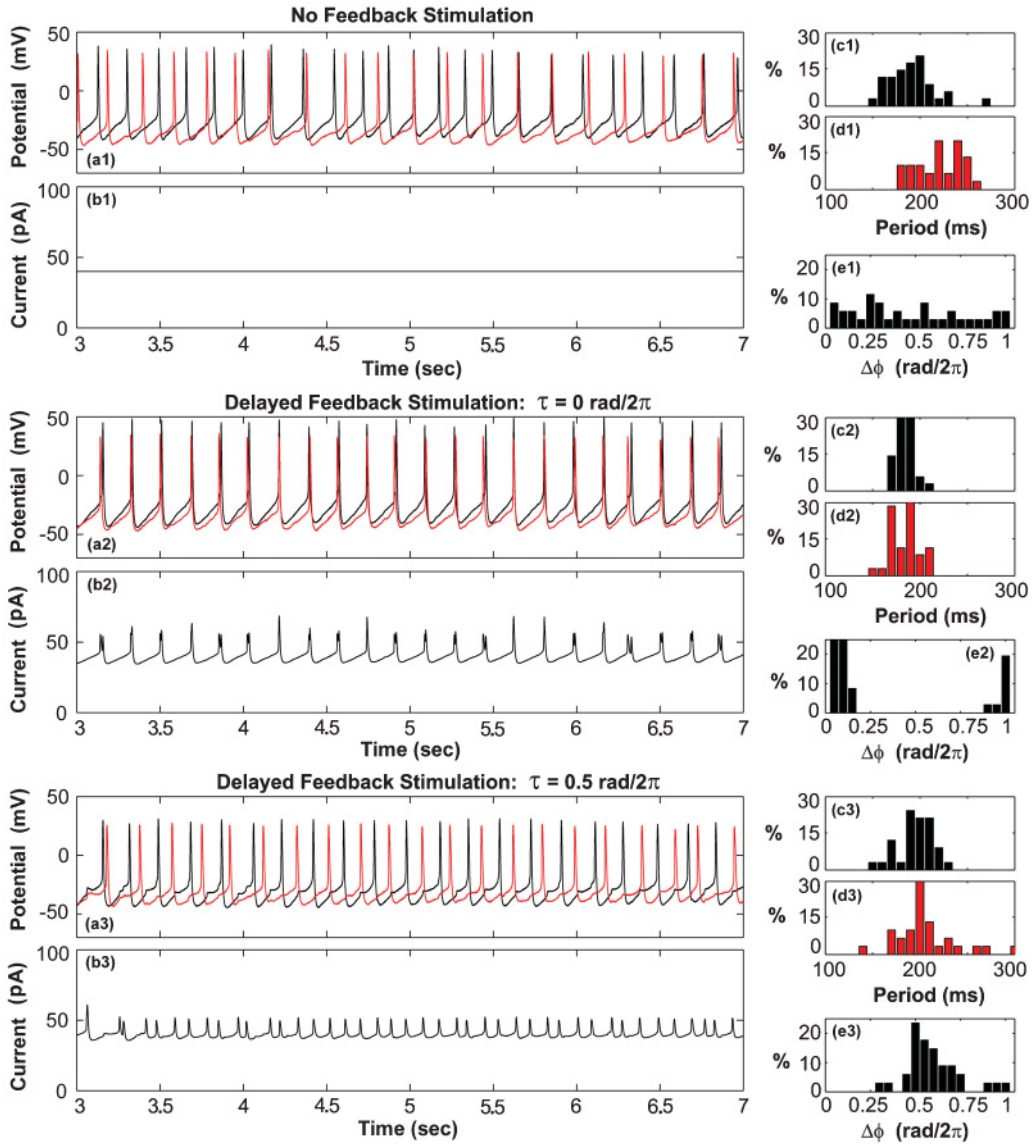 No Feedback Stimulation
Potential (mV)
50
0
-50
(a1)
Current (pA)
100
50
0
(b1)
3 3.5 4 4.5 5 5.5 6 6.5 7
Time (sec)
(c1)
%
30
15
0
(d1)
%
30
15
0
100 200 300
Period (ms)
(e1)
%
20
10
0
0 0.25 0.5 0.75 1
Δϕ (rad/2π)
Delayed Feedback Stimulation: τ = 0 rad/2π
Potential (mV)
50
0
-50
(a2)
Current (pA)
100
50
0
(b2)
3 3.5 4 4.5 5 5.5 6 6.5 7
Time (sec)
(c2)
%
30
15
0
(d2)
%
30
15
0
100 200 300
Period (ms)
(e2)
%
20
10
0
0 0.25 0.5 0.75 1
Δϕ (rad/2π)
Delayed Feedback Stimulation: τ = 0.5 rad/2π
Potential (mV)
50
0
-50
(a3)
Current (pA)
100
50
0
(b3)
3 3.5 4 4.5 5 5.5 6 6.5 7
Time (sec)
(c3)
%
30
15
0
(d3)
%
30
15
0
100 200 300
Period (ms)
(e3)
%
20
10
0
0 0.25 0.5 0.75 1
Δϕ (rad/2π)